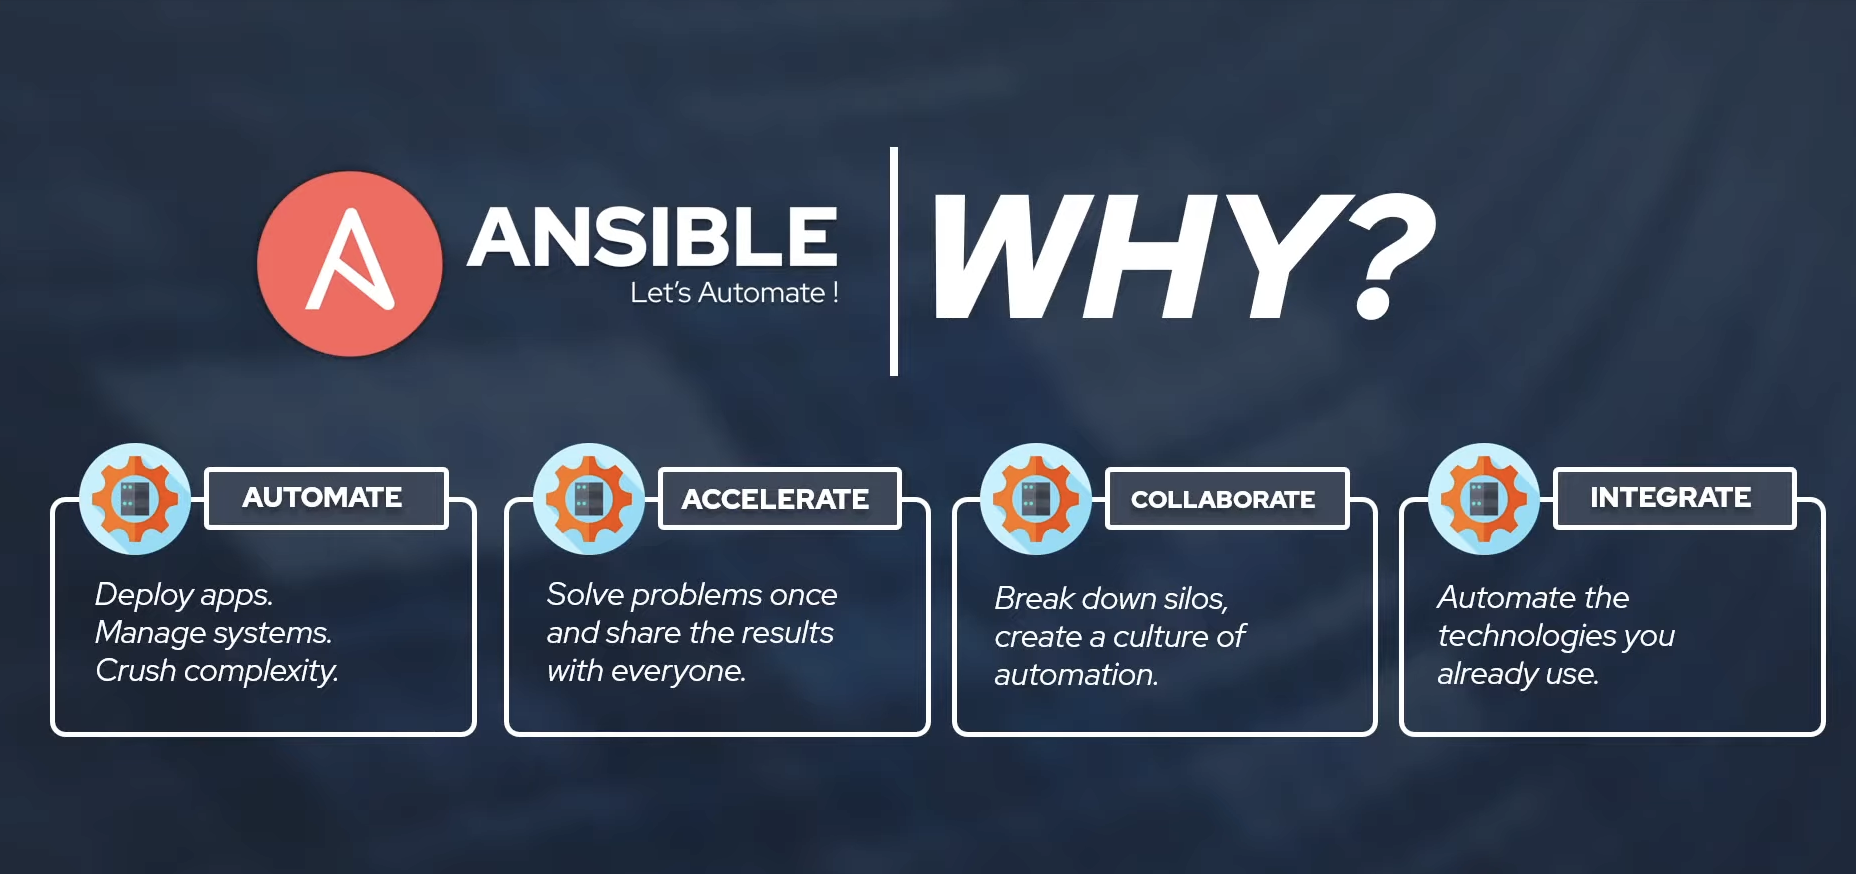 ANSIBLE
Let's Automate !
WHY?
AUTOMATE
Deploy apps.
Manage systems.
Crush complexity.
ACCELERATE
Solve problems once
and share the results
with everyone.
COLLABORATE
Break down silos,
create a culture of
automation.
INTEGRATE
Automate the
technologies you
already use.